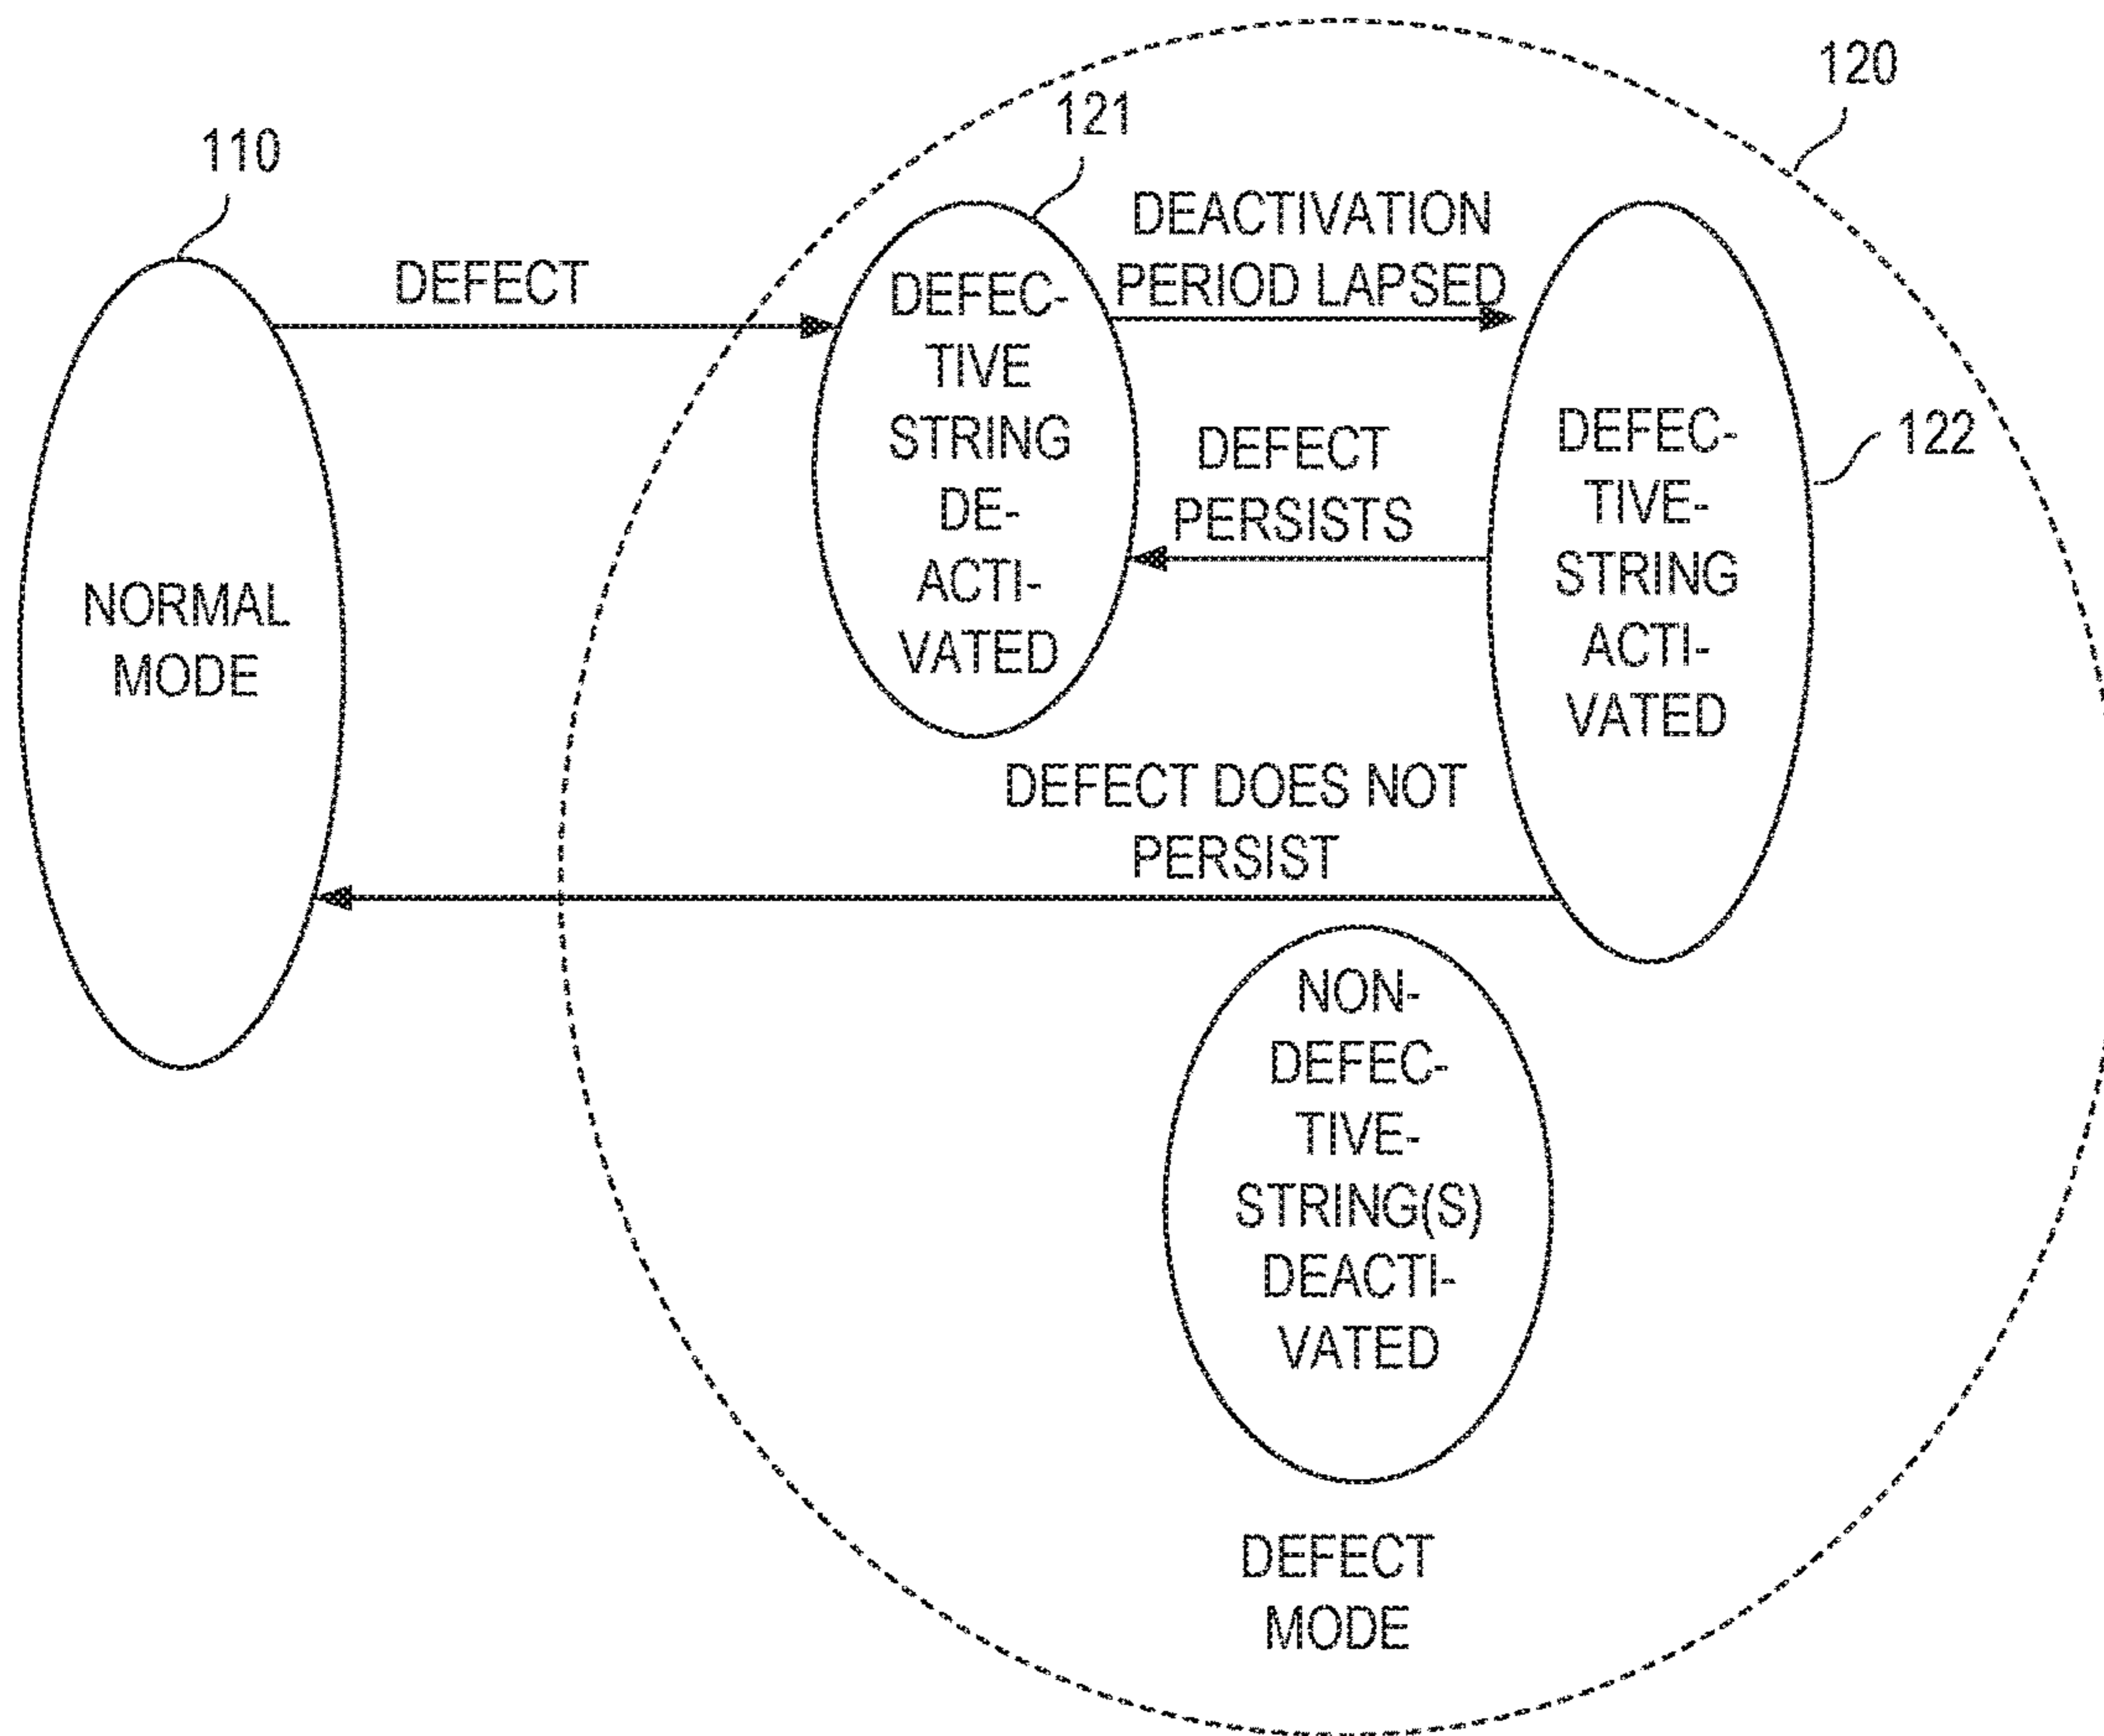 120
121
110
DEACTIVATION
PERIOD LAPSED
DEFECT
DEFEC-
TIVE
STRING
DE-
ACTI-
VATED
DEFECT
PERSISTS
DEFEC-
TIVE-
STRING
ACTI-
VATED
122
NORMAL
MODE
DEFECT DOES NOT
PERSIST
NON-
DEFEC-
TIVE-
STRING(S)
DEACTI-
VATED
DEFECT
MODE